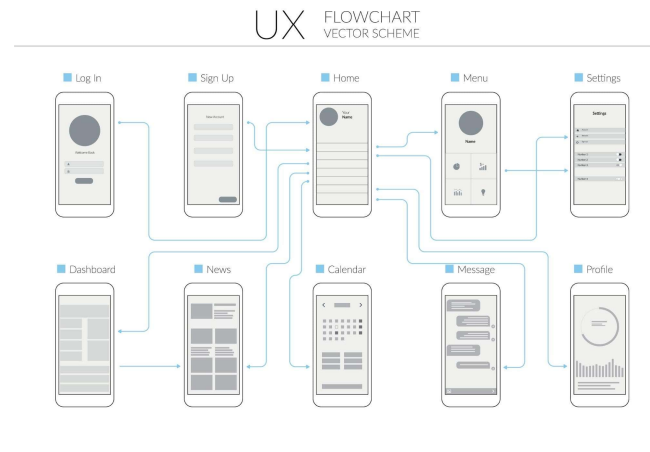 UX
FLOWCHART
VECTOR SCHEME
Log In
Sign Up
Home
Menu
Settings
Your
Name
Settings
Name
Dashboard
News
Calendar
Message
Profile